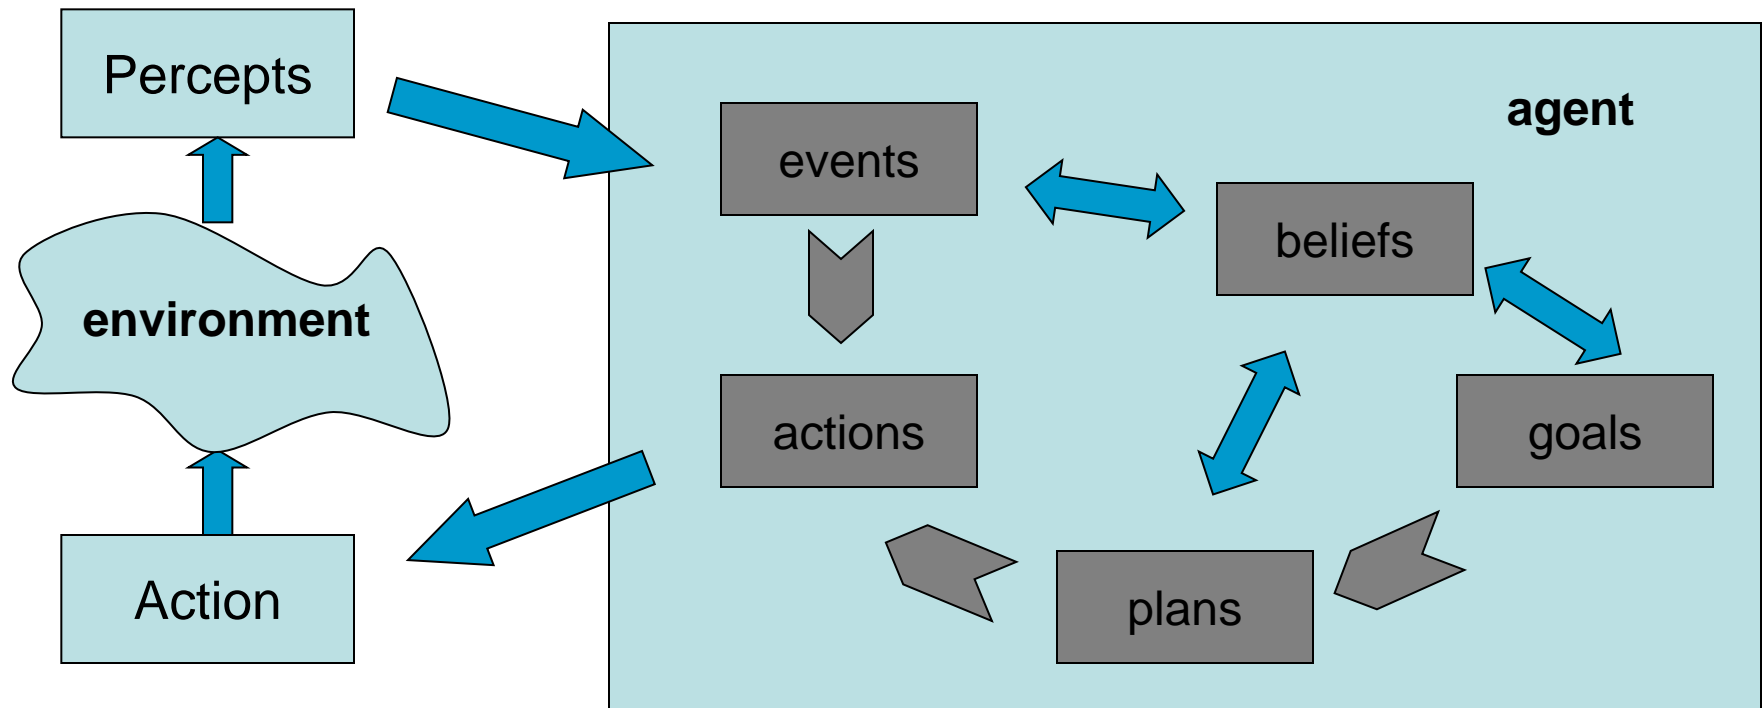 Percepts
agent
events
beliefs
environment
actions
goals
Action
plans